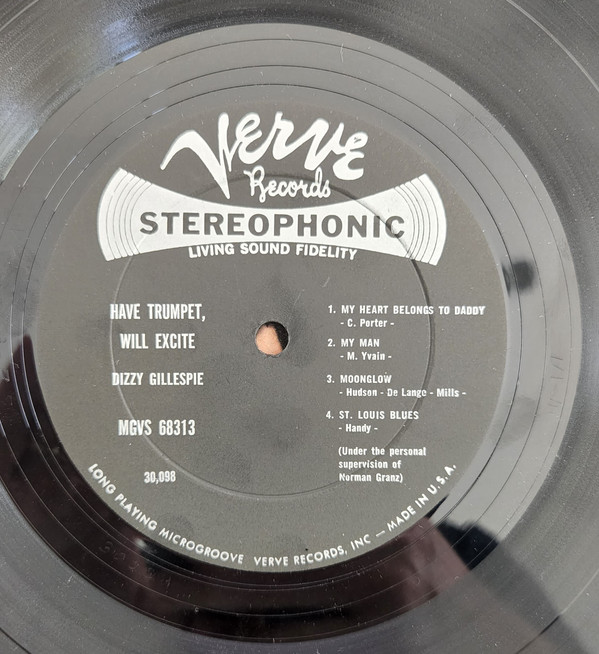 Verve
Records
STEREOPHONIC
LIVING SOUND FIDELITY
HAVE TRUMPET,
WILL EXCITE
DIZZY GILLESPIE
MGVS 68313
30,098
1. MY HEART BELONGS TO DADDY
- C. Porter -
2. MY MAN
- M. Yvain -
3. MOONGLOW
- Hudson - De Lange - Mills -
4. ST. LOUIS BLUES
- Handy -
(Under the personal
supervision of
Norman Granz)
LONG PLAYING MICROGROOVE VERVE RECORDS, INC — MADE IN U.S.A.